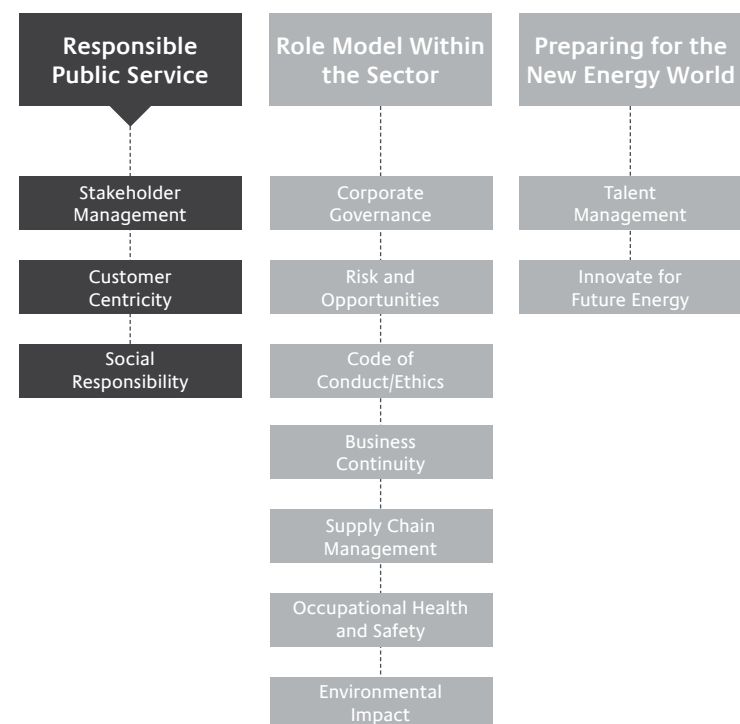 Responsible
Public Service
Stakeholder
Management
Customer
Centricity
Social
Responsibility
Role Model Within
the Sector
Corporate
Governance
Risk and
Opportunities
Code of
Conduct/Ethics
Business
Continuity
Supply Chain
Management
Occupational Health
and Safety
Environmental
Impact
Preparing for the
New Energy World
Talent
Management
Innovate for
Future Energy